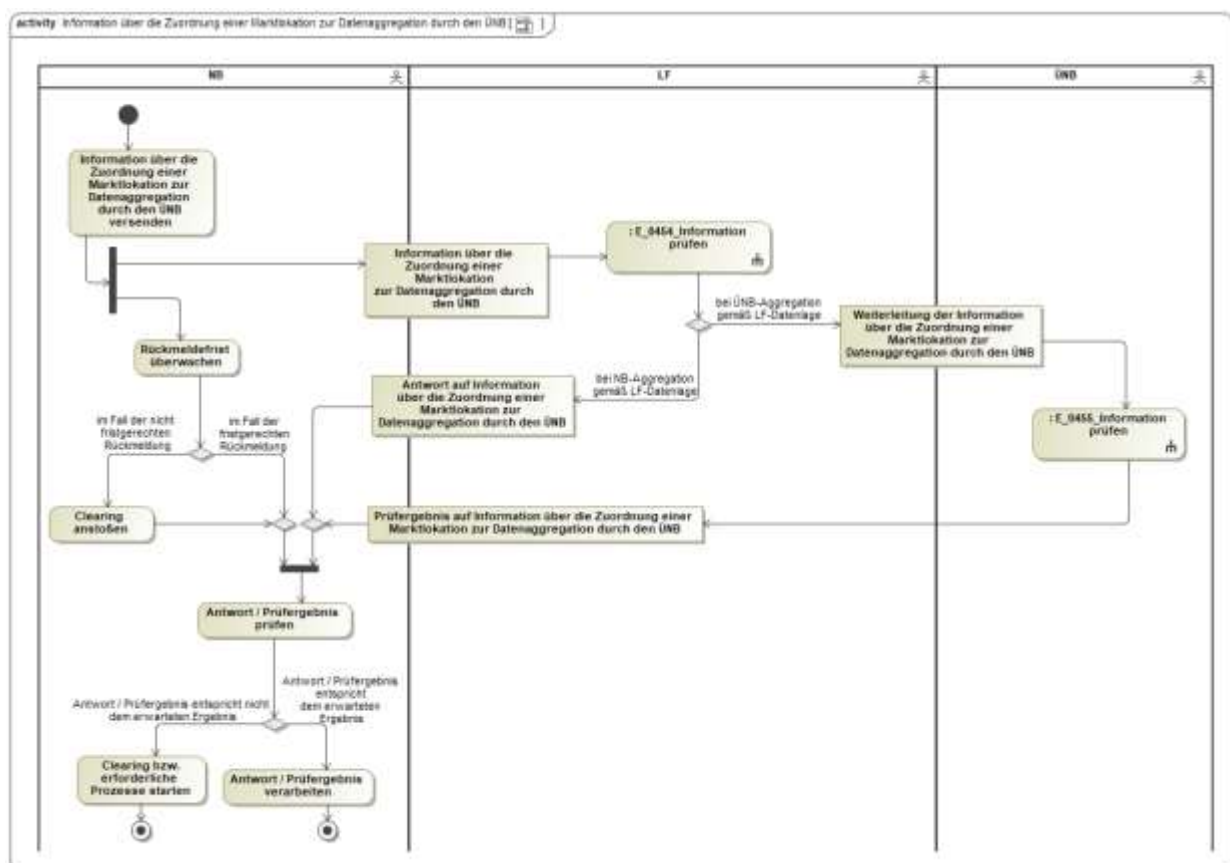 activity Information über die Zuordnung einer Marktlokation zur Datenaggregation durch den ÜNB [ ]
NB
LF
ÜNB
Information über die
Zuordnung einer
Marktlokation zur
Datenaggregation
durch den ÜNB
versenden
Information über die
Zuordnung einer
Marktlokation
zur Datenaggregation durch
den ÜNB
: E_0454_Information
prüfen
bei ÜNB-Aggregation
gemäß LF-Datenlage
Weiterleitung der Information
über die Zuordnung einer
Marktlokation zur
Datenaggregation durch den ÜNB
Rückmeldefrist
überwachen
bei NB-Aggregation
gemäß LF-Datenlage
Antwort auf Information
über die Zuordnung einer
Marktlokation zur
Datenaggregation durch den ÜNB
: E_0455_Information
prüfen
im Fall der nicht
fristgerechten
Rückmeldung
im Fall der
fristgerechten
Rückmeldung
Clearing
anstoßen
Prüfergebnis auf Information über die Zuordnung einer
Marktlokation zur Datenaggregation durch den ÜNB
Antwort / Prüfergebnis
prüfen
Antwort / Prüfergebnis entspricht nicht
dem erwarteten Ergebnis
Antwort / Prüfergebnis
entspricht
dem erwarteten
Ergebnis
Clearing bzw.
erforderliche
Prozesse starten
Antwort / Prüfergebnis
verarbeiten